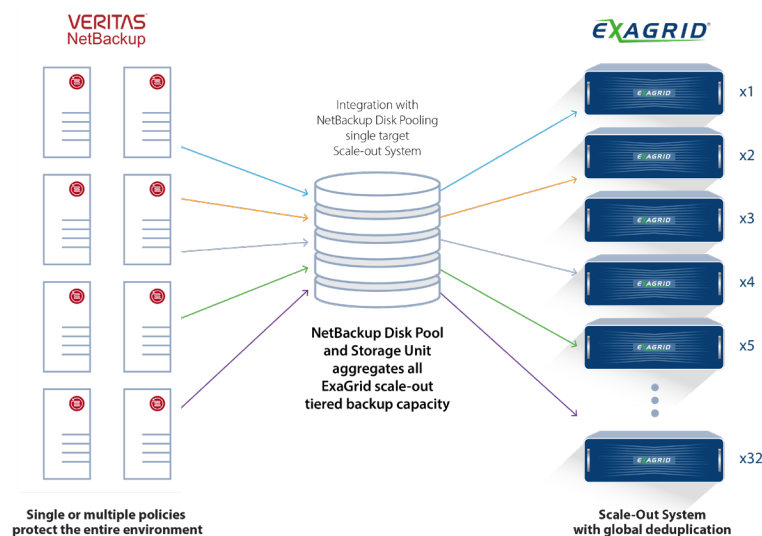 VERITAS
NetBackup
EXAGRID
Integration with
NetBackup Disk Pooling
single target
Scale-out System
EXAGRID
x1
EXAGRID
x2
EXAGRID
x3
EXAGRID
x4
EXAGRID
x5
EXAGRID
x32
NetBackup Disk Pool
and Storage Unit
aggregates all
ExaGrid scale-out
tiered backup capacity
Single or multiple policies
protect the entire environment
Scale-Out System
with global deduplication